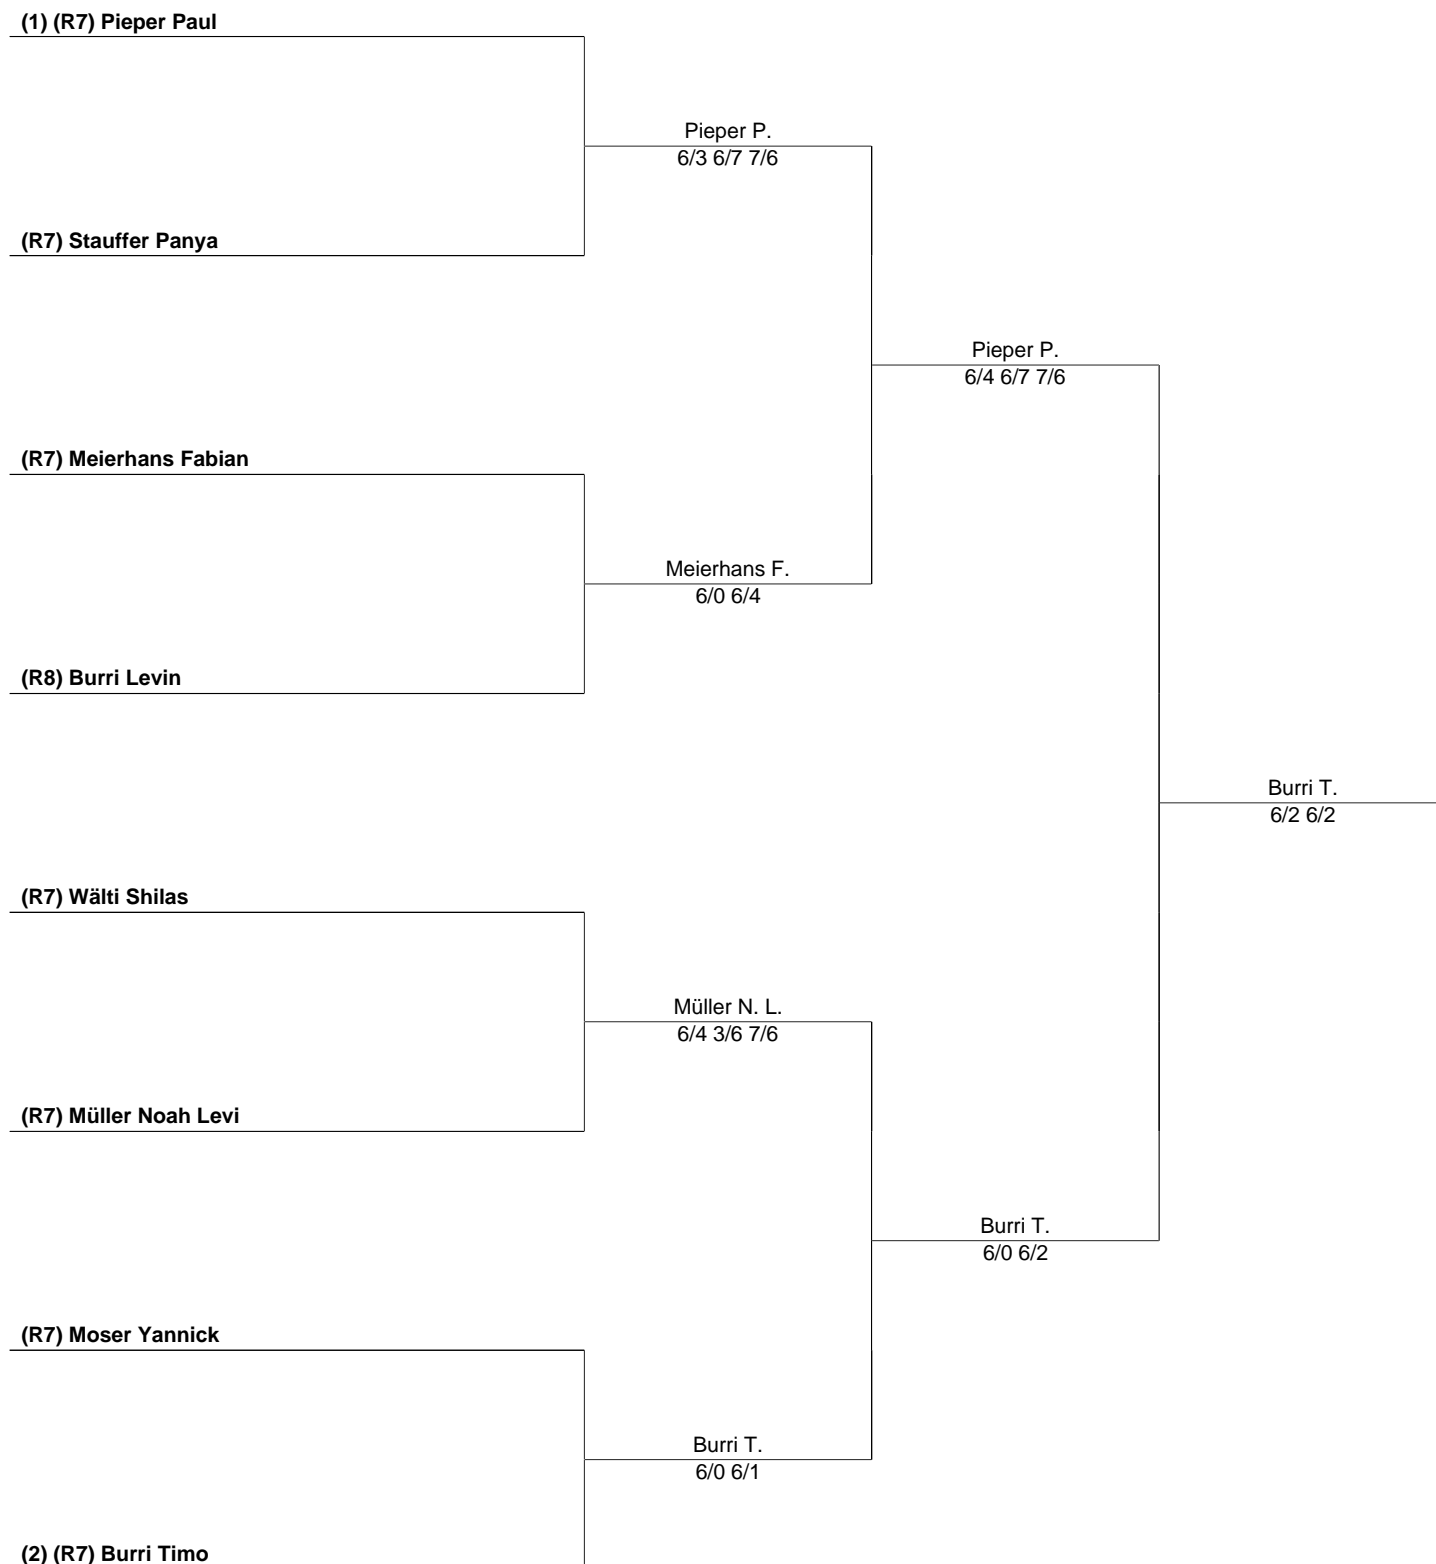 (1) (R7) Pieper Paul
Pieper P.
6/3 6/7 7/6
(R7) Stauffer Panya
Pieper P.
6/4 6/7 7/6
(R7) Meierhans Fabian
Meierhans F.
6/0 6/4
(R8) Burri Levin
Burri T.
6/2 6/2
(R7) Wälti Shilas
Müller N. L.
6/4 3/6 7/6
(R7) Müller Noah Levi
Burri T.
6/0 6/2
(R7) Moser Yannick
Burri T.
6/0 6/1
(2) (R7) Burri Timo